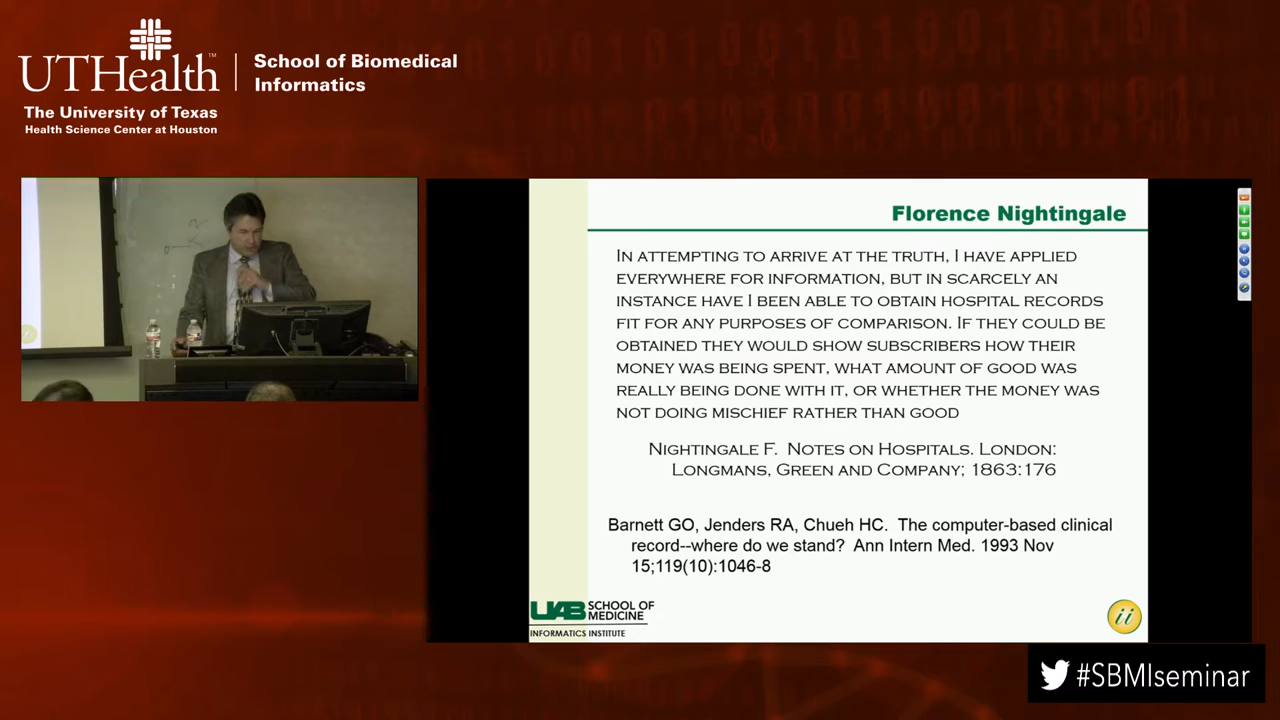 UTHealth™
School of Biomedical
Informatics
The University of Texas
Health Science Center at Houston
Florence Nightingale
In attempting to arrive at the truth, I have applied
everywhere for information, but in scarcely an
instance have I been able to obtain hospital records
fit for any purposes of comparison. If they could be
obtained they would show subscribers how their
money was being spent, what amount of good was
really being done with it, or whether the money was
not doing mischief rather than good
Nightingale F. Notes on Hospitals. London:
Longmans, Green and Company; 1863:176
Barnett GO, Jenders RA, Chueh HC. The computer-based clinical
record--where do we stand? Ann Intern Med. 1993 Nov
15;119(10):1046-8
UAB SCHOOL OF
MEDICINE
INFORMATICS INSTITUTE
ii
#SBMIseminar